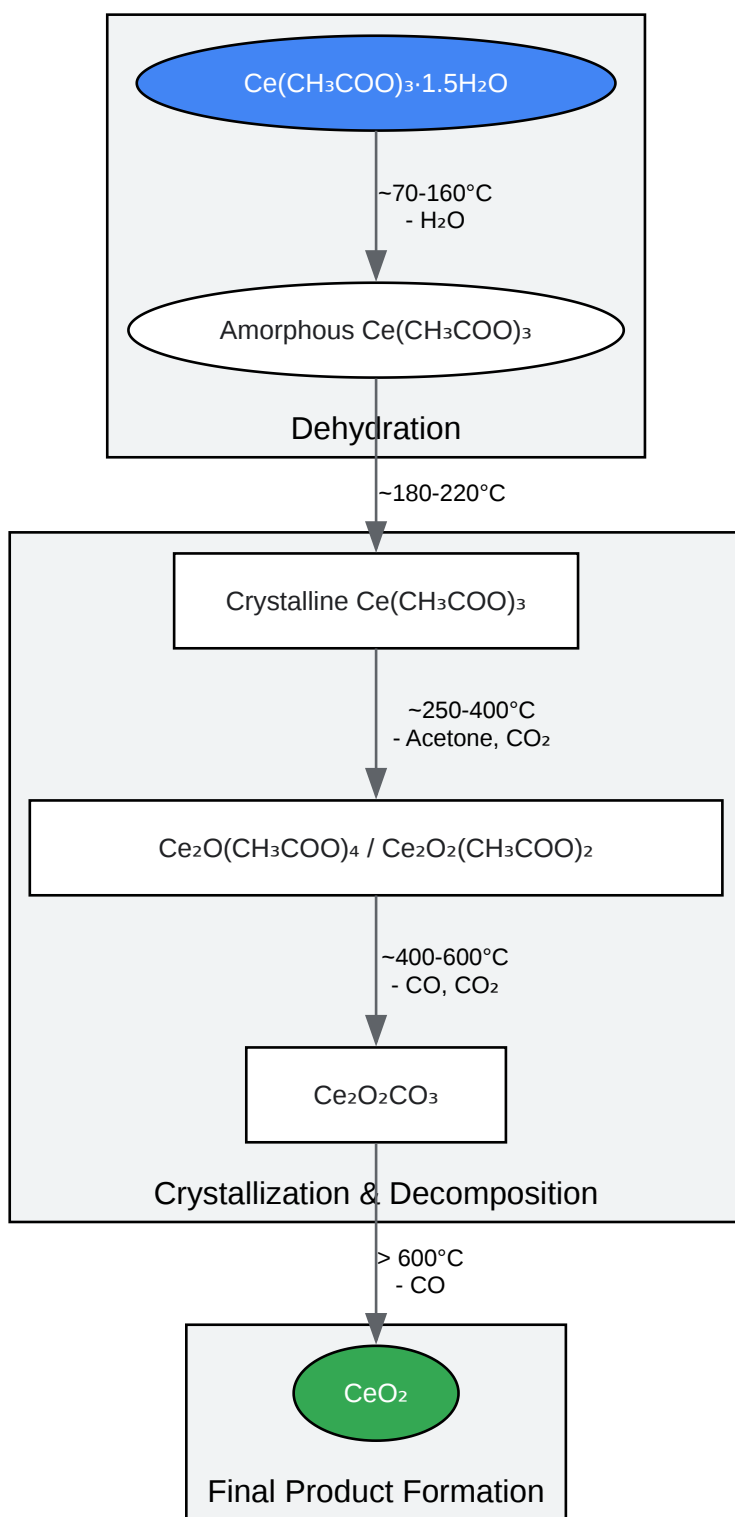 Ce(CH₃COO)₃·1.5H₂O
~70-160°C
- H₂O
Amorphous Ce(CH₃COO)₃
Dehydration
~180-220°C
Crystalline Ce(CH₃COO)₃
~250-400°C
- Acetone, CO₂
Ce₂O(CH₃COO)₄ / Ce₂O₂(CH₃COO)₂
~400-600°C
- CO, CO₂
Ce₂O₂CO₃
Crystallization & Decomposition
> 600°C
- CO
CeO₂
Final Product Formation